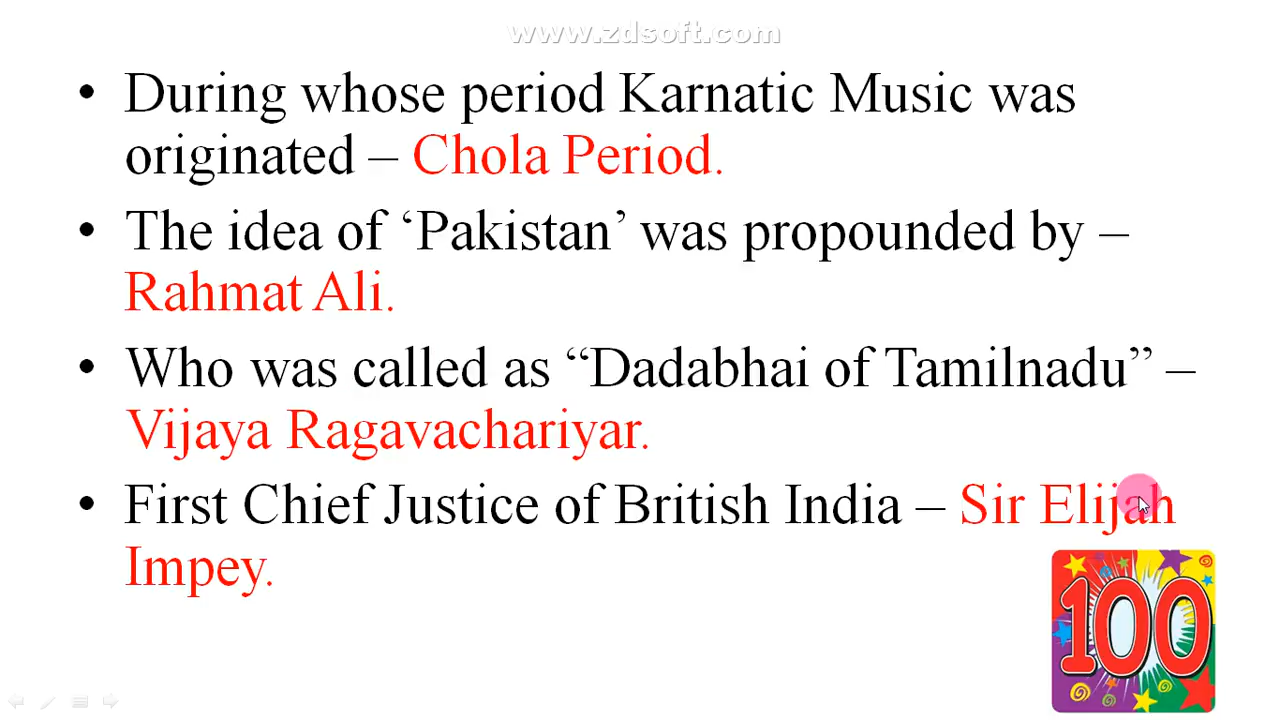 www.zdsoft.com
• During whose period Karnatic Music was
originated – Chola Period.
• The idea of ‘Pakistan’ was propounded by –
Rahmat Ali.
• Who was called as “Dadabhai of Tamilnadu” –
Vijaya Ragavachariyar.
• First Chief Justice of British India – Sir Elijah
Impey.
100